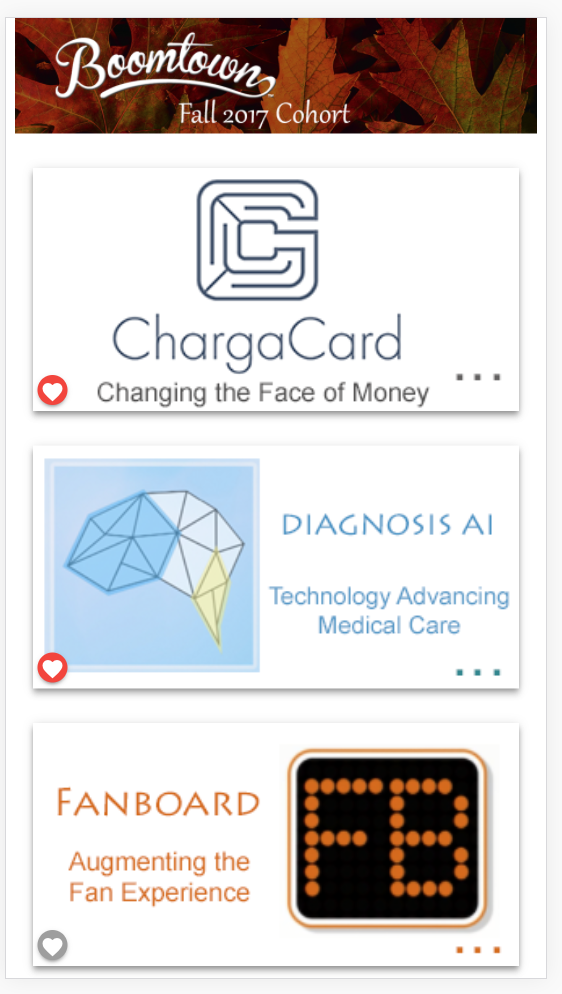 Boomtown
Fall 2017 Cohort
ChargaCard
Changing the Face of Money
DIAGNOSIS AI
Technology Advancing
Medical Care
FANBOARD
Augmenting the
Fan Experience
FB